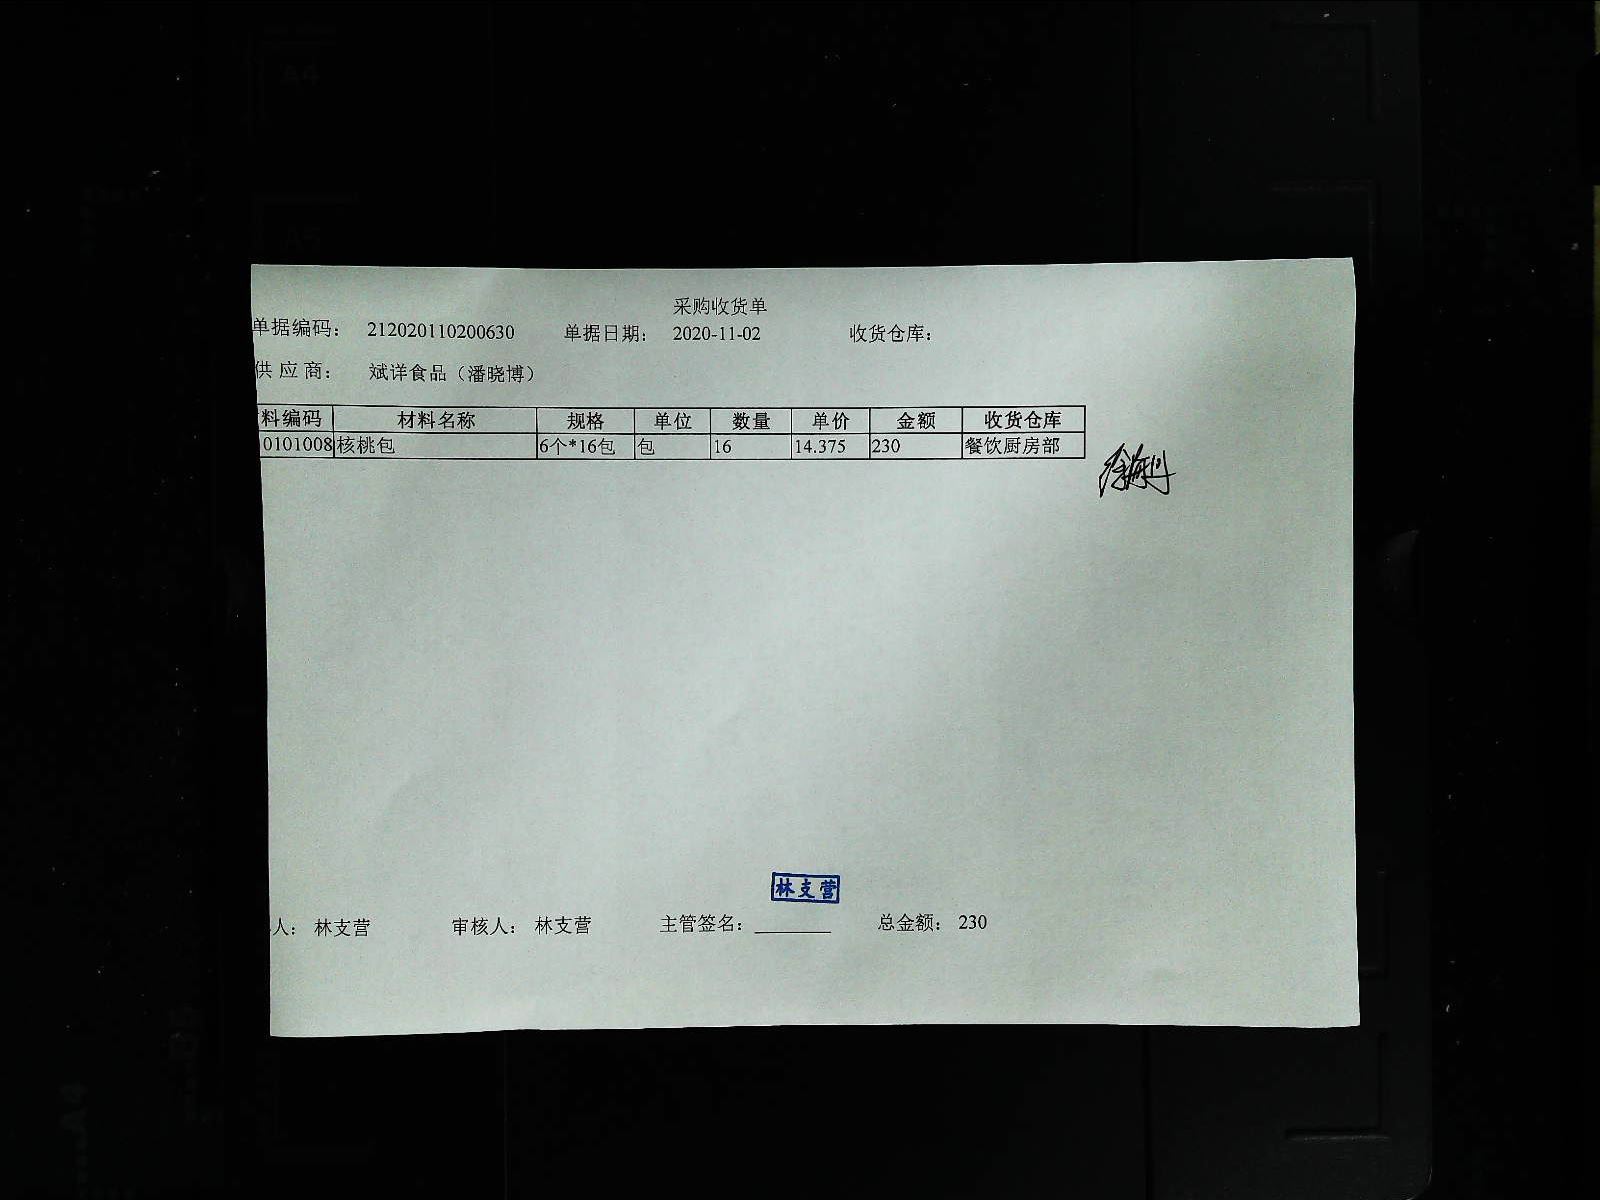 采购收货单
单据编码： 212020110200630 单据日期： 2020-11-02 收货仓库：
供 应 商： 斌详食品（潘晓博）
料编码 材料名称 规格 单位 数量 单价 金额 收货仓库
0101008 核桃包 6个*16包 包 16 14.375 230 餐饮厨房部
林支营
人： 林支营 审核人： 林支营 主管签名： 总金额： 230
A4
A5
A4